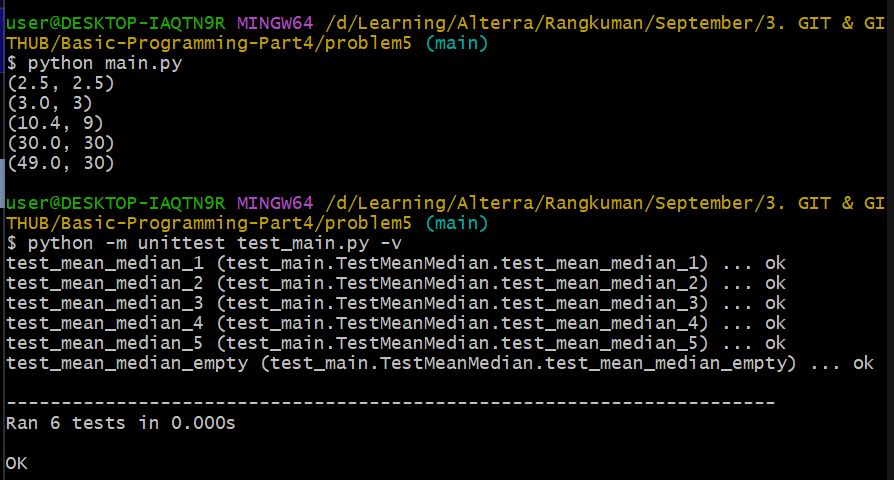 user@DESKTOP-IAQTN9R MINGW64 /d/Learning/Alterra/Rangkuman/September/3. GIT & GI
THUB/Basic-Programming-Part4/problem5 (main)
$ python main.py
(2.5, 2.5)
(3.0, 3)
(10.4, 9)
(30.0, 30)
(49.0, 30)
user@DESKTOP-IAQTN9R MINGW64 /d/Learning/Alterra/Rangkuman/September/3. GIT & GI
THUB/Basic-Programming-Part4/problem5 (main)
$ python -m unittest test_main.py -v
test_mean_median_1 (test_main.TestMeanMedian.test_mean_median_1) ... ok
test_mean_median_2 (test_main.TestMeanMedian.test_mean_median_2) ... ok
test_mean_median_3 (test_main.TestMeanMedian.test_mean_median_3) ... ok
test_mean_median_4 (test_main.TestMeanMedian.test_mean_median_4) ... ok
test_mean_median_5 (test_main.TestMeanMedian.test_mean_median_5) ... ok
test_mean_median_empty (test_main.TestMeanMedian.test_mean_median_empty) ... ok
----------------------------------------------------------------------
Ran 6 tests in 0.000s
OK